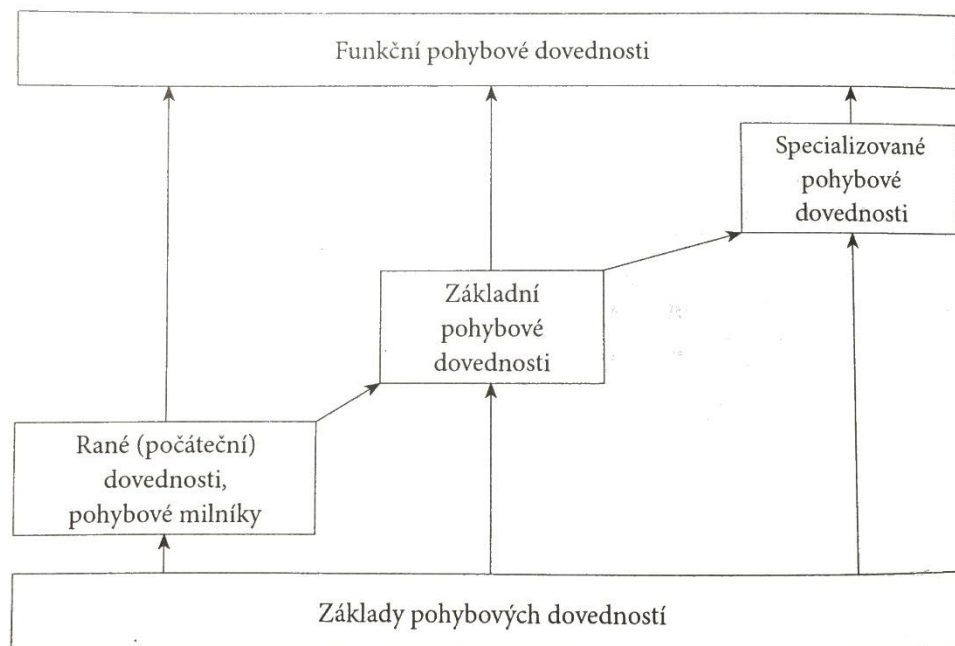 Funkční pohybové dovednosti
Specializované
pohybové
dovednosti
Základní
pohybové
dovednosti
Rané (počáteční)
dovednosti,
pohybové milníky
Základy pohybových dovedností